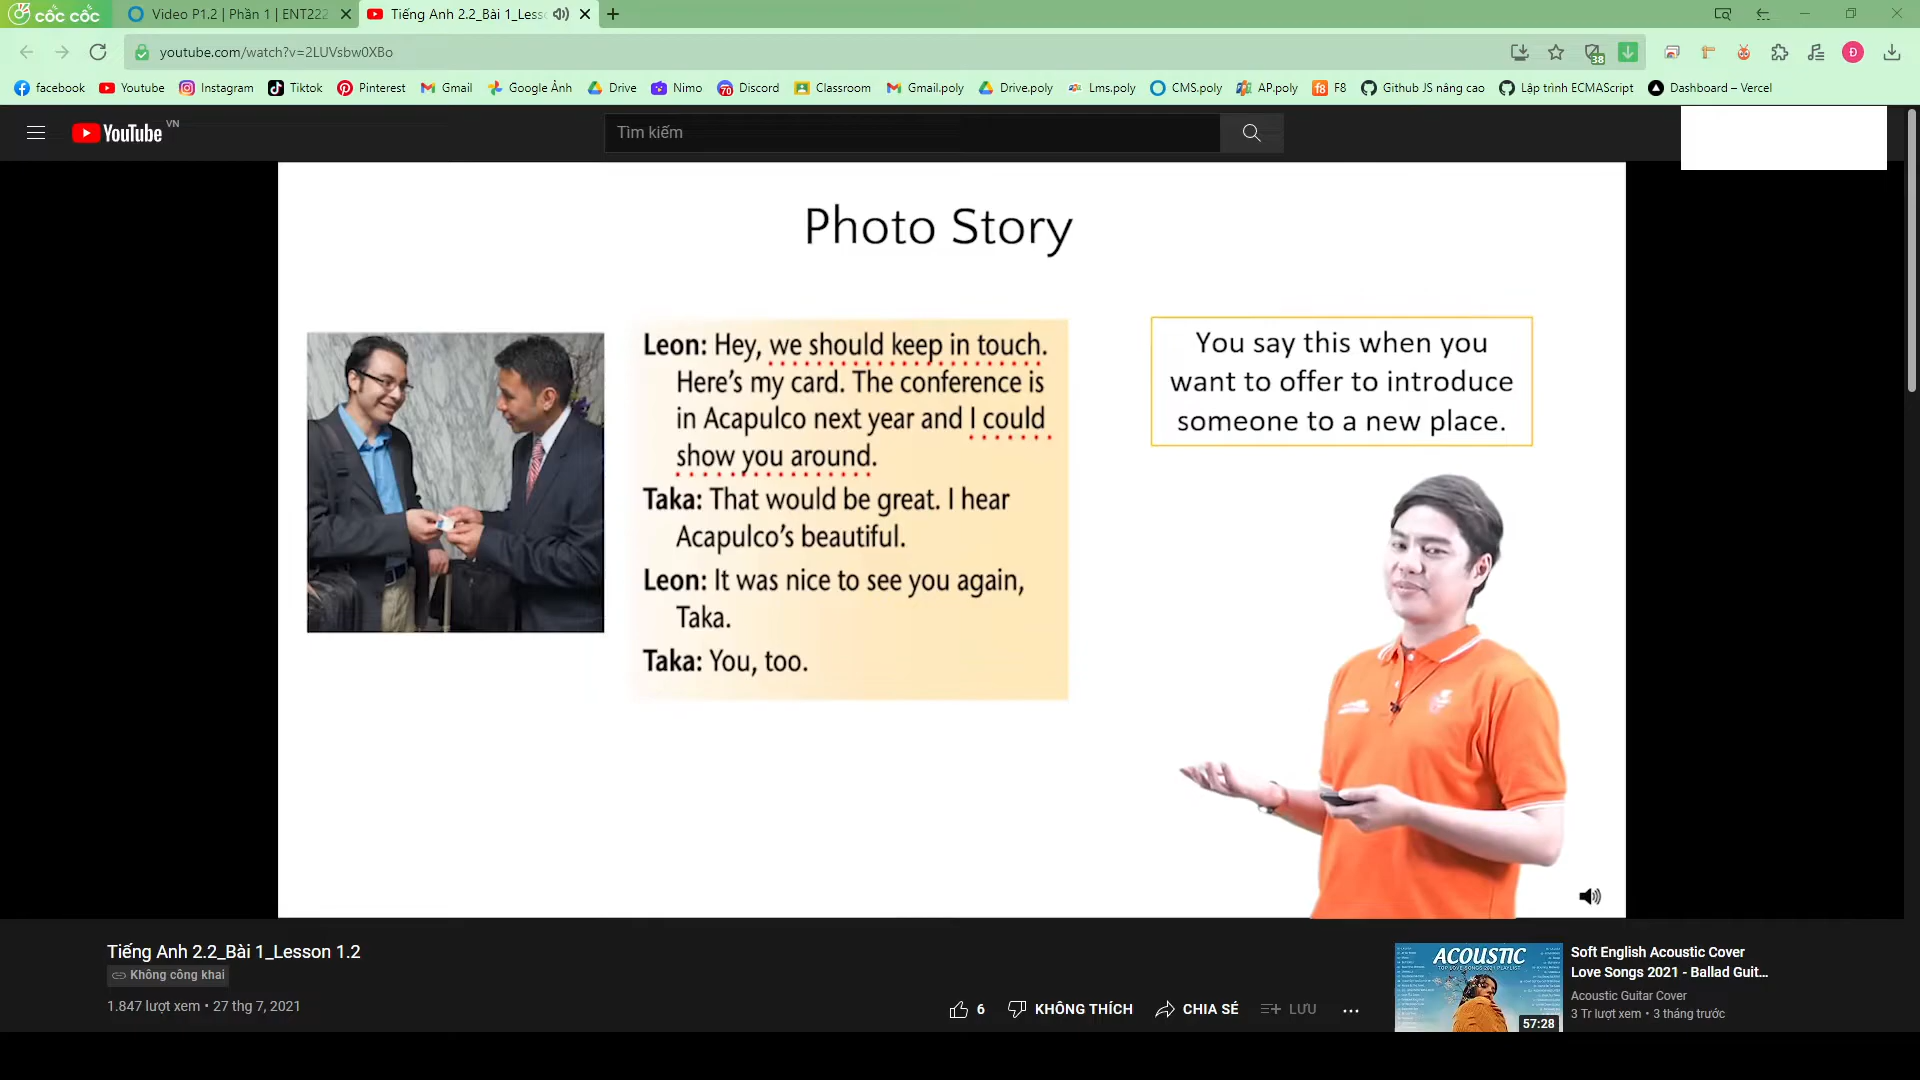 cốc cốc
Video P1.2 | Phần 1 | ENT222
Tiếng Anh 2.2_Bài 1_Less
youtube.com/watch?v=2LUVsbw0XBo
38
Đ
facebook
Youtube
Instagram
Tiktok
Pinterest
Gmail
Google Ảnh
Drive
Nimo
70
Discord
Classroom
Gmail.poly
Drive.poly
Lms.poly
CMS.poly
AP.poly
F8
Github JS nâng cao
Lập trình ECMAScript
Dashboard – Vercel
YouTube VN
Tìm kiếm
Photo Story
Leon: Hey, we should keep in touch.
Here's my card. The conference is
in Acapulco next year and I could
show you around.
Taka: That would be great. I hear
Acapulco's beautiful.
Leon: It was nice to see you again,
Taka.
Taka: You, too.
You say this when you
want to offer to introduce
someone to a new place.
Tiếng Anh 2.2_Bài 1_Lesson 1.2
Không công khai
1.847 lượt xem • 27 thg 7, 2021
6
KHÔNG THÍCH
CHIA SẺ
LƯU
ACOUSTIC
TOP LOVE SONGS 2021 PLAYLIST
57:28
Soft English Acoustic Cover
Love Songs 2021 - Ballad Guit...
Acoustic Guitar Cover
3 Tr lượt xem • 3 tháng trước